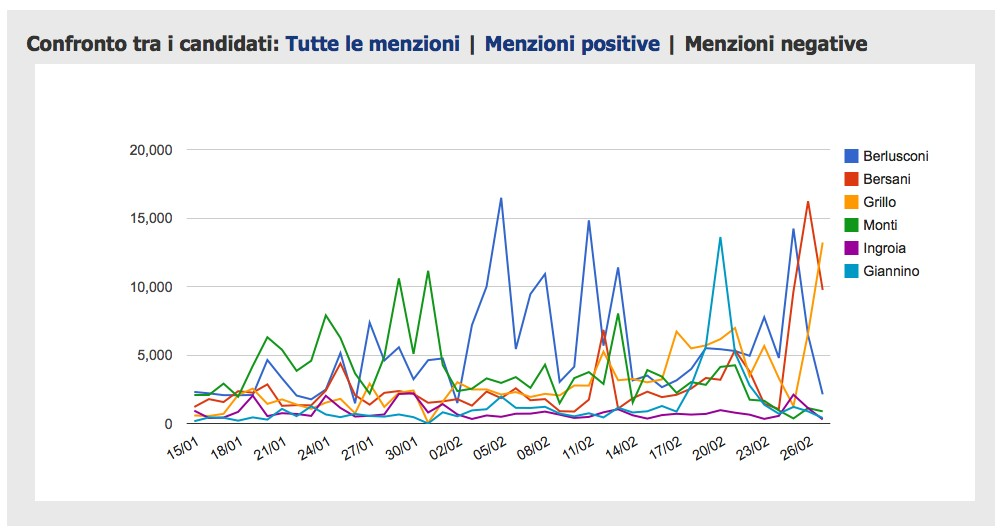 Confronto tra i candidati: Tutte le menzioni | Menzioni positive | Menzioni negative
20,000
15,000
10,000
5,000
0
15/01 18/01 21/01 24/01 27/01 30/01 02/02 05/02 08/02 11/02 14/02 17/02 20/02 23/02 26/02
Berlusconi
Bersani
Grillo
Monti
Ingroia
Giannino